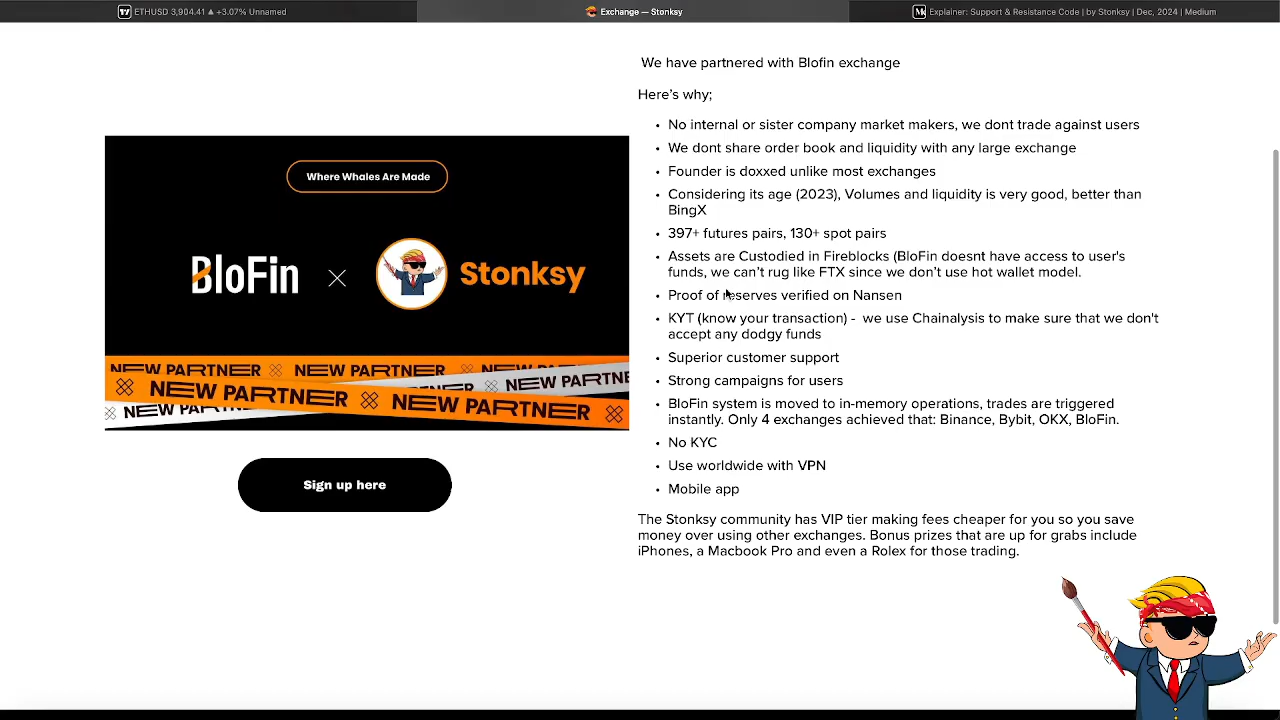 ETHUSD 3,904.41 ▲ +3.07% Unnamed
Exchange — Stonksy
Explainer: Support & Resistance Code | by Stonksy | Dec, 2024 | Medium
We have partnered with Blofin exchange
Here's why;
• No internal or sister company market makers, we dont trade against users
• We dont share order book and liquidity with any large exchange
• Founder is doxxed unlike most exchanges
• Considering its age (2023), Volumes and liquidity is very good, better than
BingX
• 397+ futures pairs, 130+ spot pairs
• Assets are Custodied in Fireblocks (BloFin doesnt have access to user's
funds, we can't rug like FTX since we don't use hot wallet model.
• Proof of reserves verified on Nansen
• KYT (know your transaction) - we use Chainalysis to make sure that we don't
accept any dodgy funds
• Superior customer support
• Strong campaigns for users
• BloFin system is moved to in-memory operations, trades are triggered
instantly. Only 4 exchanges achieved that: Binance, Bybit, OKX, BloFin.
• No KYC
• Use worldwide with VPN
• Mobile app
The Stonksy community has VIP tier making fees cheaper for you so you save
money over using other exchanges. Bonus prizes that are up for grabs include
iPhones, a Macbook Pro and even a Rolex for those trading.
Where Whales Are Made
BloFin × Stonksy
NEW PARTNER NEW PARTNER NEW PARTNER
NEW PARTNER NEW PARTNER
NEW PARTNE
NEW PARTN
Sign up here